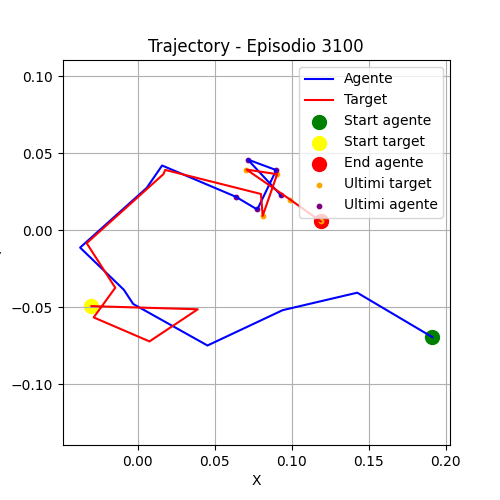 Trajectory - Episodio 3100
Agente
Target
Start agente
Start target
End agente
Ultimi target
Ultimi agente
0.10
0.05
0.00
−0.05
−0.10
0.00
0.05
0.10
0.15
0.20
X